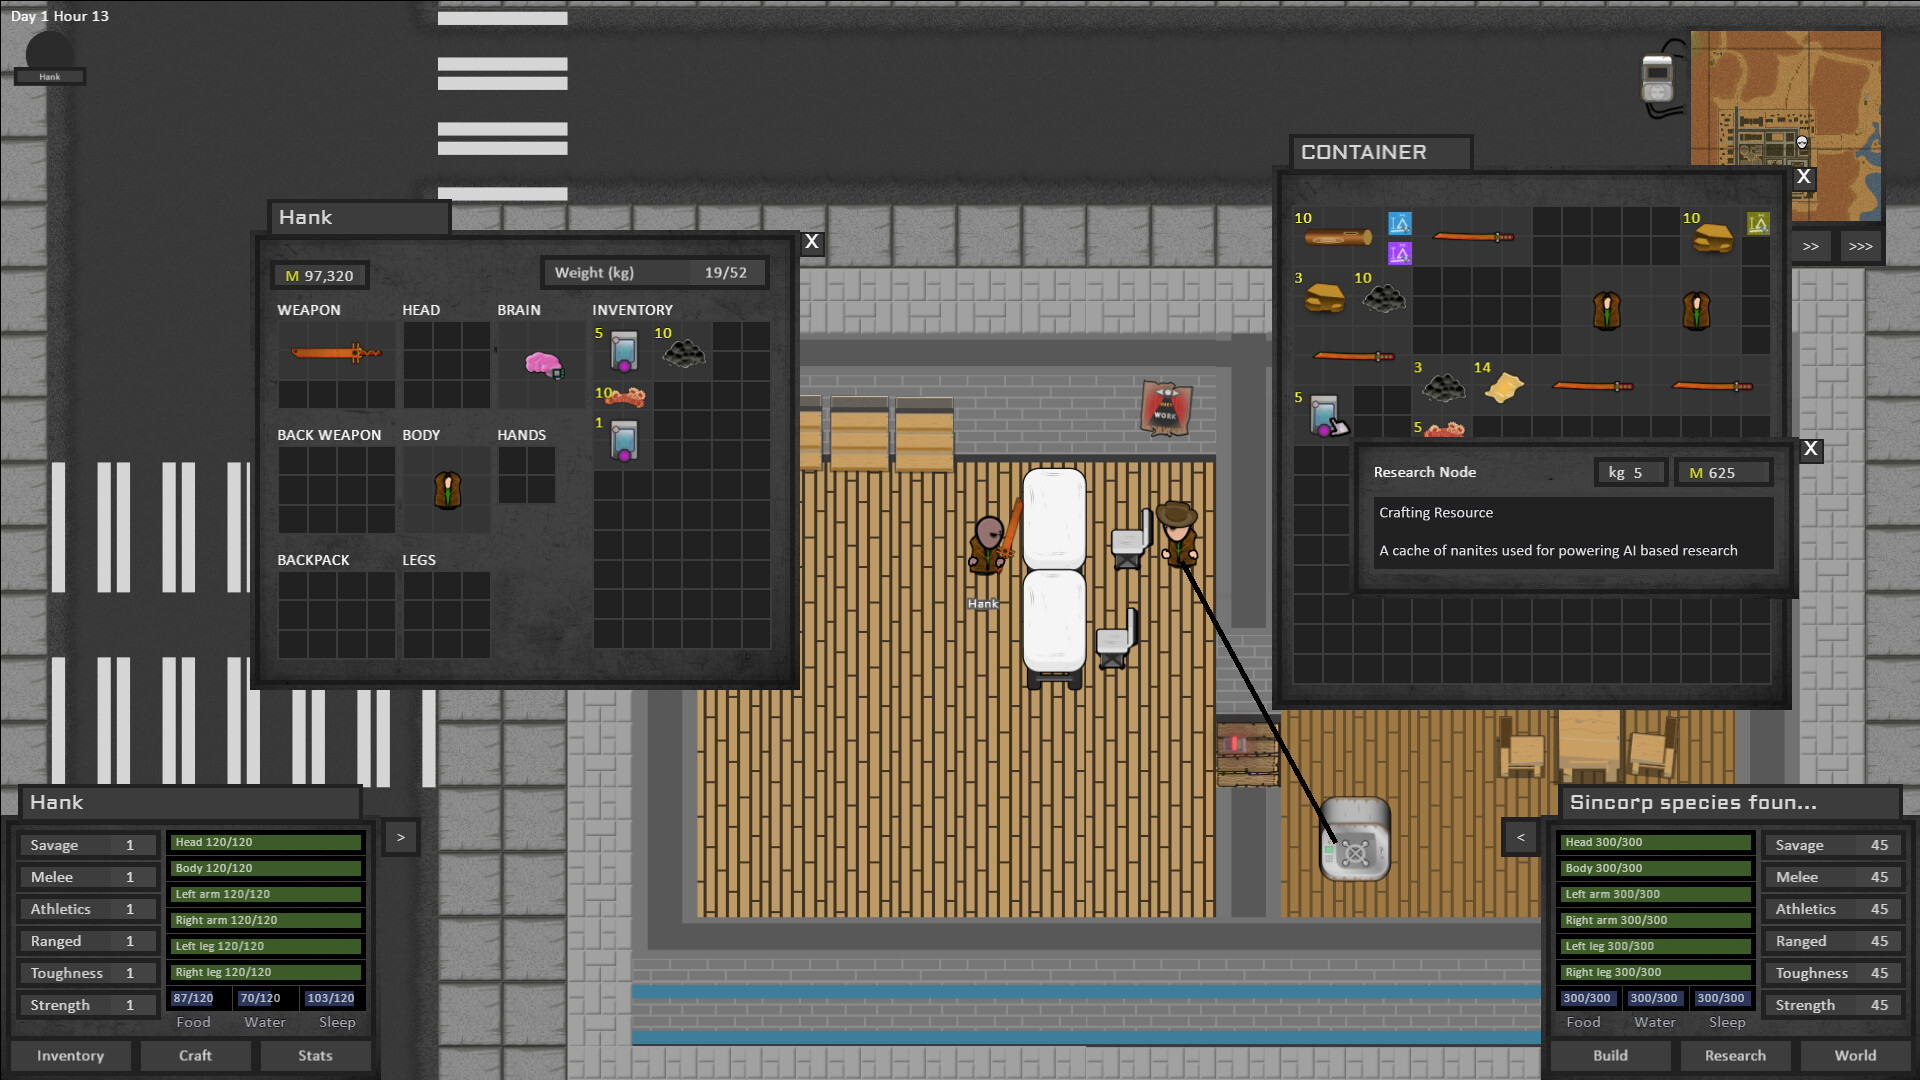 Day 1 Hour 13
Hank
CONTAINER
X
>> >>>
Hank
X
M 97,320
Weight (kg) 19/52
WEAPON HEAD BRAIN INVENTORY
5 10
10
1
BACK WEAPON BODY HANDS
BACKPACK LEGS
10 10
3 10
3 14
5
5
X
Research Node kg 5 M 625
Crafting Resource
A cache of nanites used for powering AI based research
WORK
Hank
Hank
>
Savage 1
Melee 1
Athletics 1
Ranged 1
Toughness 1
Strength 1
Head 120/120
Body 120/120
Left arm 120/120
Right arm 120/120
Left leg 120/120
Right leg 120/120
87/120 70/120 103/120
Food Water Sleep
Inventory Craft Stats
Sincorp species foun...
<
Head 300/300
Body 300/300
Left arm 300/300
Right arm 300/300
Left leg 300/300
Right leg 300/300
300/300 300/300 300/300
Food Water Sleep
Savage 45
Melee 45
Athletics 45
Ranged 45
Toughness 45
Strength 45
Build Research World